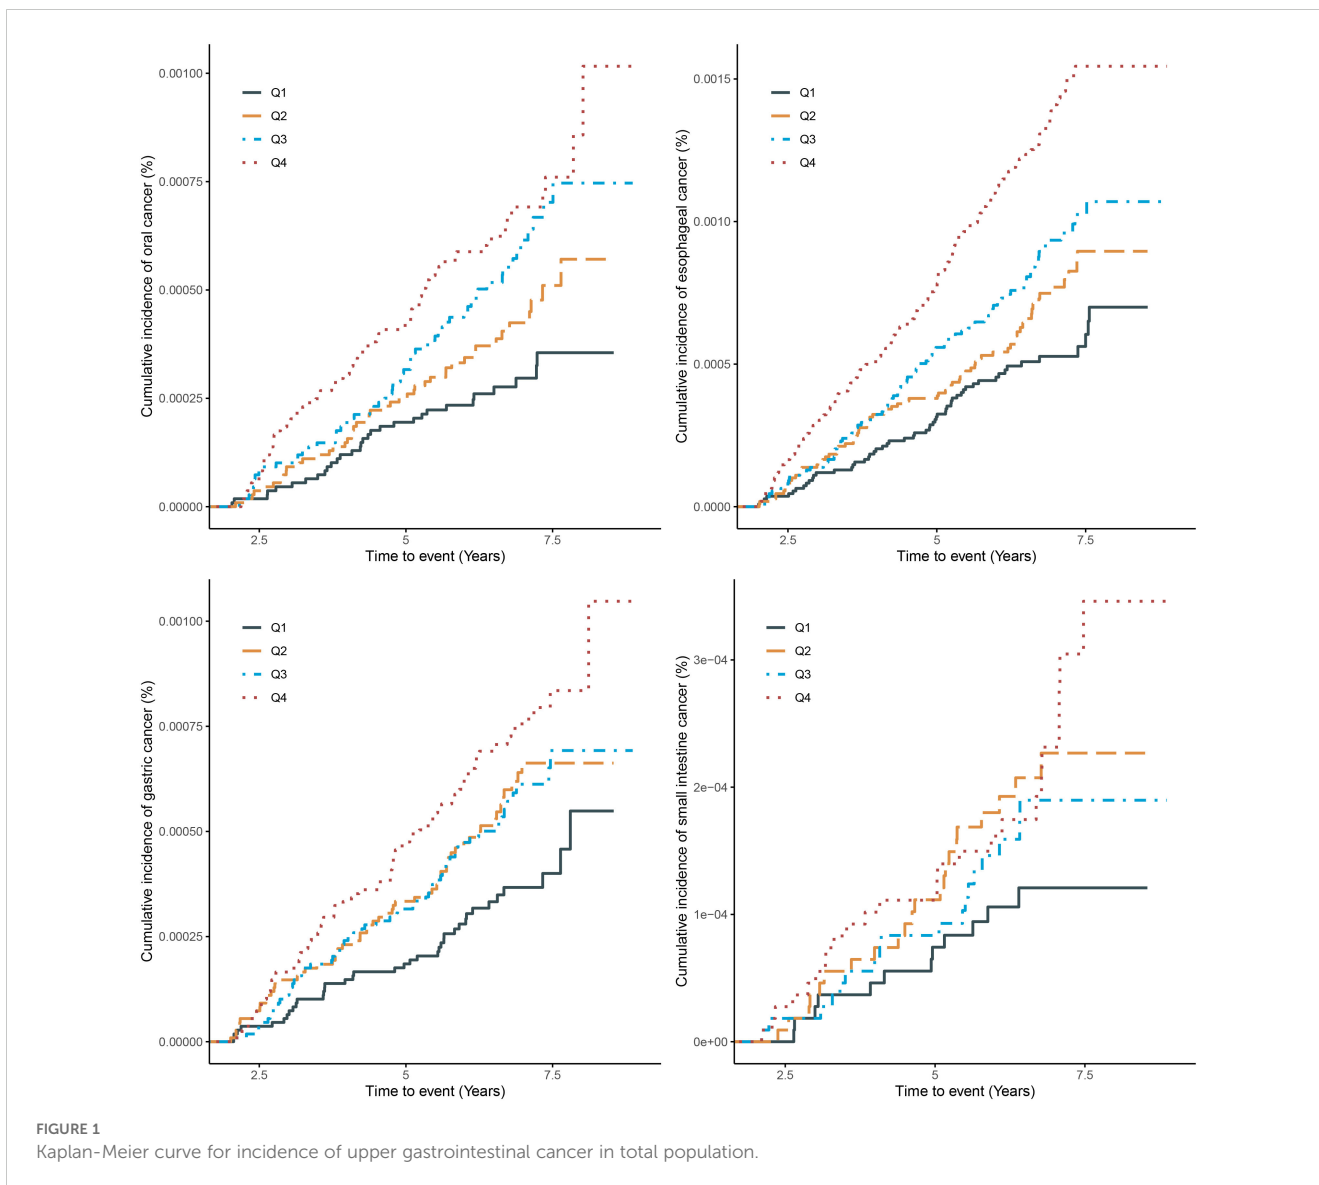 Cumulative incidence of oral cancer (%)
0.00100
0.00075
0.00050
0.00025
0.00000
Q1
Q2
Q3
Q4
2.5 5 7.5
Time to event (Years)
Cumulative incidence of esophageal cancer (%)
0.0015
0.0010
0.0005
0.0000
Q1
Q2
Q3
Q4
2.5 5 7.5
Time to event (Years)
Cumulative incidence of gastric cancer (%)
0.00100
0.00075
0.00050
0.00025
0.00000
Q1
Q2
Q3
Q4
2.5 5 7.5
Time to event (Years)
Cumulative incidence of small intestine cancer (%)
3e−04
2e−04
1e−04
0e+00
Q1
Q2
Q3
Q4
2.5 5 7.5
Time to event (Years)
FIGURE 1
Kaplan-Meier curve for incidence of upper gastrointestinal cancer in total population.